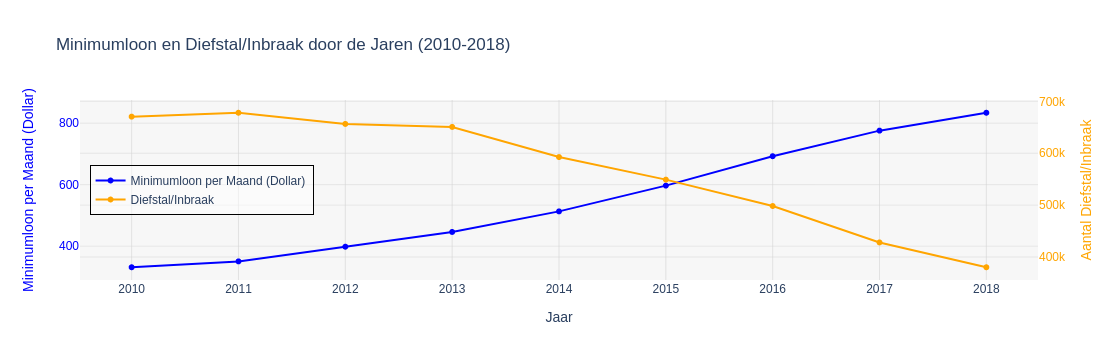 Minimumloon en Diefstal/Inbraak door de Jaren (2010-2018)
Minimumloon per Maand (Dollar)
800
600
400
Minimumloon per Maand (Dollar)
Diefstal/Inbraak
700k
600k
500k
400k
Aantal Diefstal/Inbraak
2010 2011 2012 2013 2014 2015 2016 2017 2018
Jaar